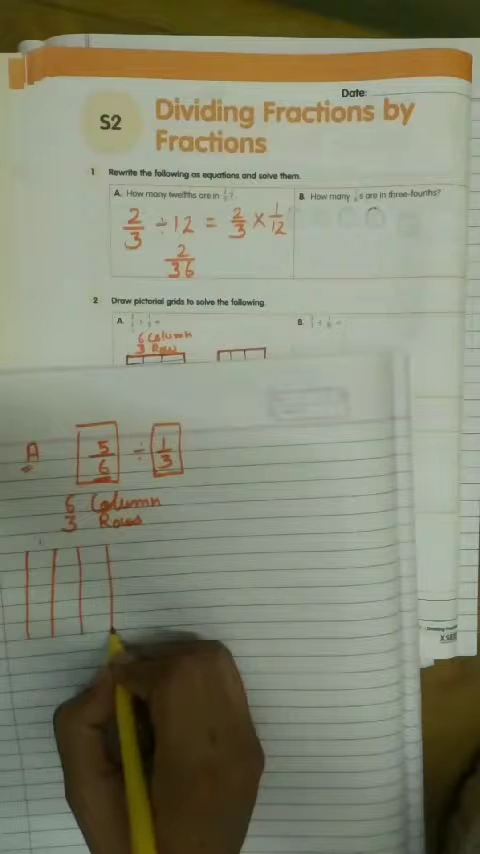 Date:
S2
Dividing Fractions by
Fractions
1 Rewrite the following as equations and solve them.
A. How many twelfths are in
B. How many s are in three-fourths?
2/3 ÷ 12 = 2/3 × 1/12
2/36
2 Draw pictorial grids to solve the following.
A.
B.
6 Column
3 Row
A 5/6 ÷ 1/3
6 Column
3 Rows